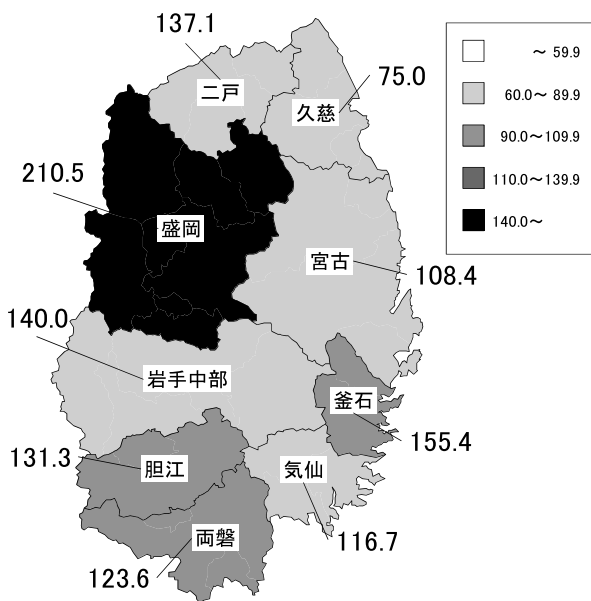 137.1
～ 59.9
二戸
75.0
60.0～ 89.9
久慈
90.0～109.9
210.5
110.0～139.9
盛岡
140.0～
宮古
108.4
140.0
岩手中部
釜石
155.4
131.3
胆江
気仙
両磐
116.7
123.6